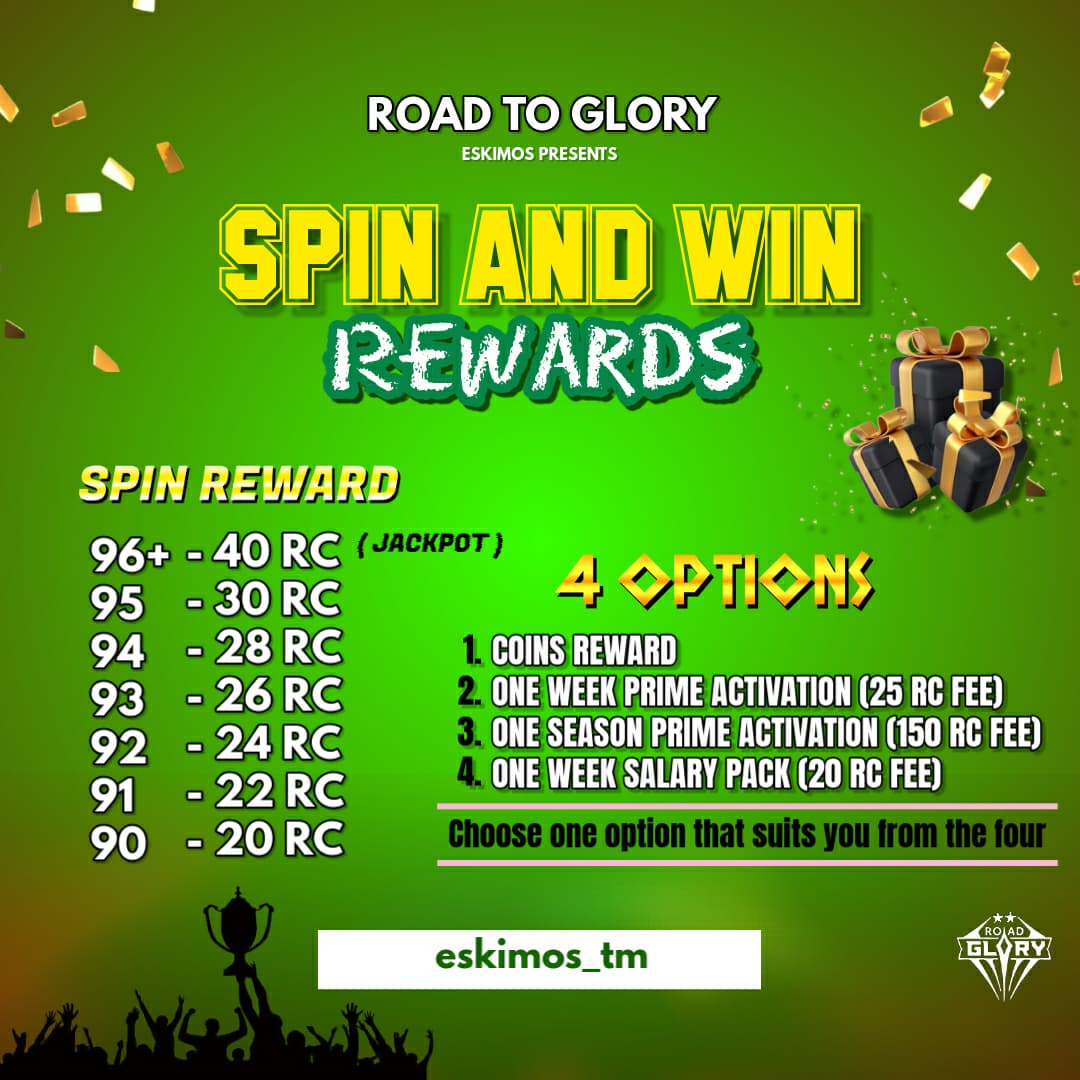 ROAD TO GLORY
ESKIMOS PRESENTS
SPIN AND WIN
REWARDS
SPIN REWARD
96+ - 40 RC (JACKPOT)
95 - 30 RC
94 - 28 RC
93 - 26 RC
92 - 24 RC
91 - 22 RC
90 - 20 RC
4 OPTIONS
1. COINS REWARD
2. ONE WEEK PRIME ACTIVATION (25 RC FEE)
3. ONE SEASON PRIME ACTIVATION (150 RC FEE)
4. ONE WEEK SALARY PACK (20 RC FEE)
Choose one option that suits you from the four
eskimos_tm
ROAD
GLORY